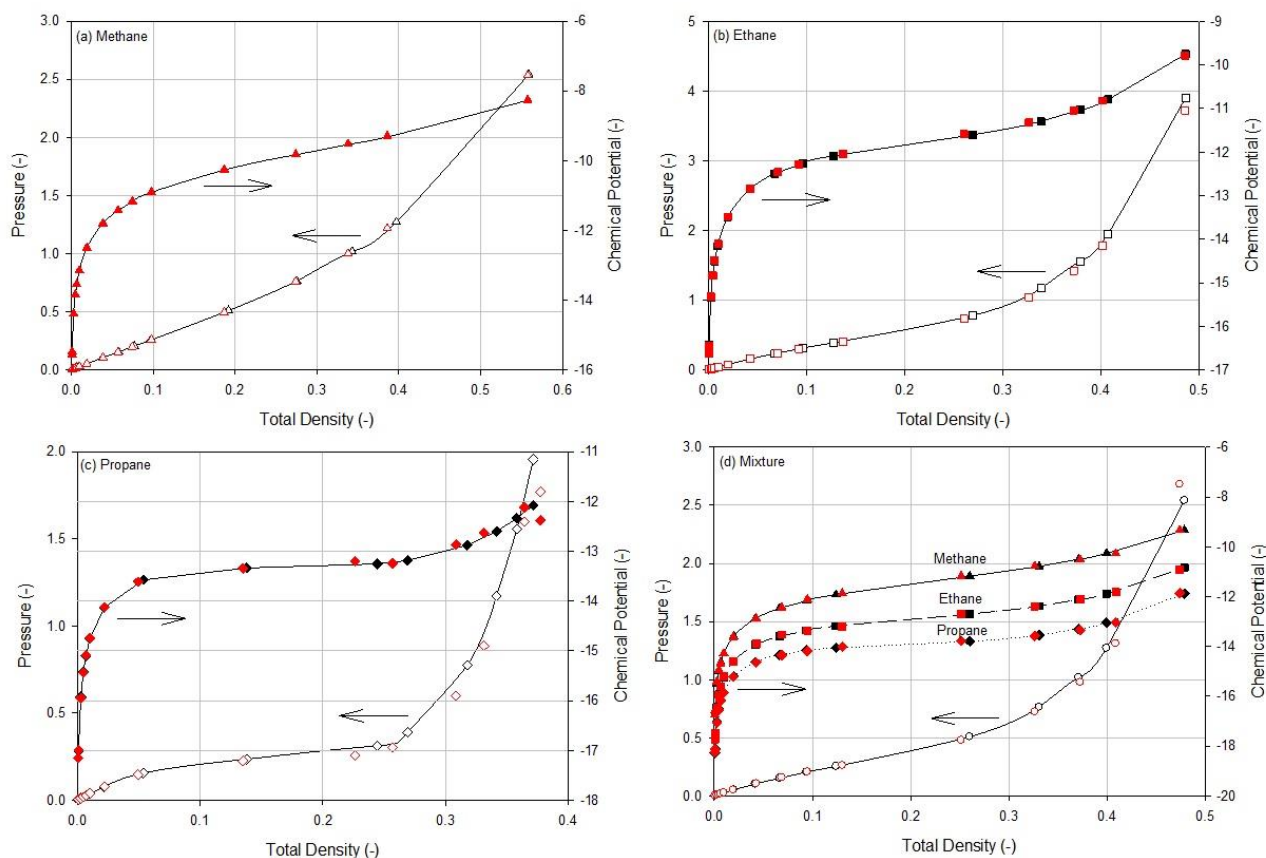 (a) Methane
Pressure (-)
3.0
2.5
2.0
1.5
1.0
0.5
0.0
-6
-8
-10
-12
-14
-16
Chemical Potential (-)
0.0 0.1 0.2 0.3 0.4 0.5 0.6
Total Density (-)
(b) Ethane
Pressure (-)
5
4
3
2
1
0
-9
-10
-11
-12
-13
-14
-15
-16
-17
Chemical Potential (-)
0.0 0.1 0.2 0.3 0.4 0.5
Total Density (-)
(c) Propane
Pressure (-)
2.0
1.5
1.0
0.5
0.0
-11
-12
-13
-14
-15
-16
-17
-18
Chemical Potential (-)
0.0 0.1 0.2 0.3 0.4
Total Density (-)
(d) Mixture
Methane
Ethane
Propane
Pressure (-)
3.0
2.5
2.0
1.5
1.0
0.5
0.0
-6
-8
-10
-12
-14
-16
-18
-20
Chemical Potential (-)
0.0 0.1 0.2 0.3 0.4 0.5
Total Density (-)